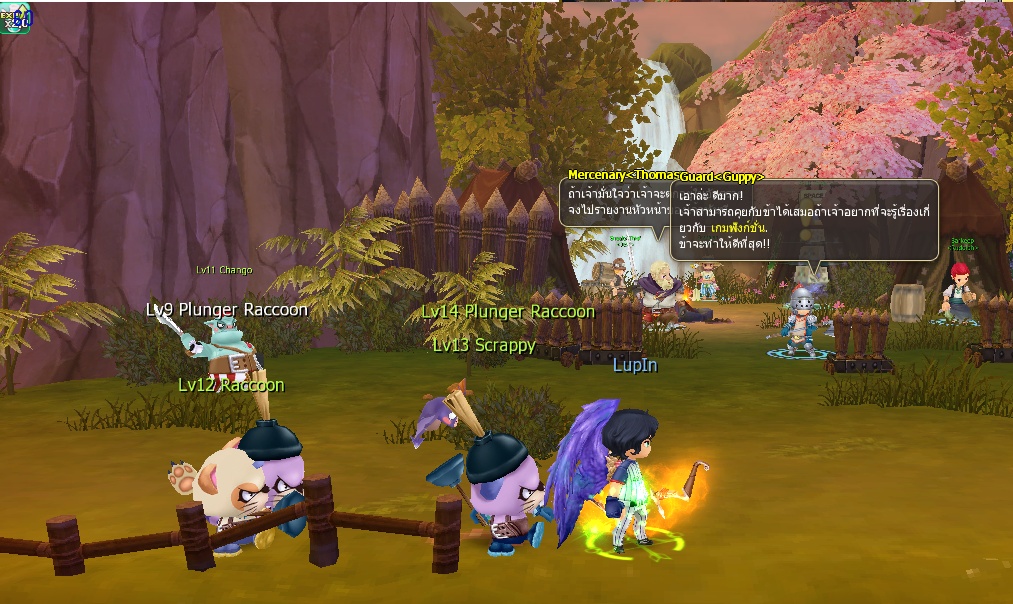 EXP
x20
Mercenary<Thomas
Guard<Guppy>
ถ้าเจ้ามั่นใจว่าเจ้าจะ
จงไปรายงานหัวหน้า
เอาล่ะ ดีมาก!
เจ้าสามารถคุยกับข้าได้เสมอถ้าเจ้าอยากที่จะรู้เรื่องเกี่
ยวกับ เกมฟังก์ชั่น.
ข้าจะทำให้ดีที่สุด!!
Barkeep
Lv11 Chango
Lv9 Plunger Raccoon
Lv14 Plunger Raccoon
Lv13 Scrappy
LupIn
Lv12 Raccoon